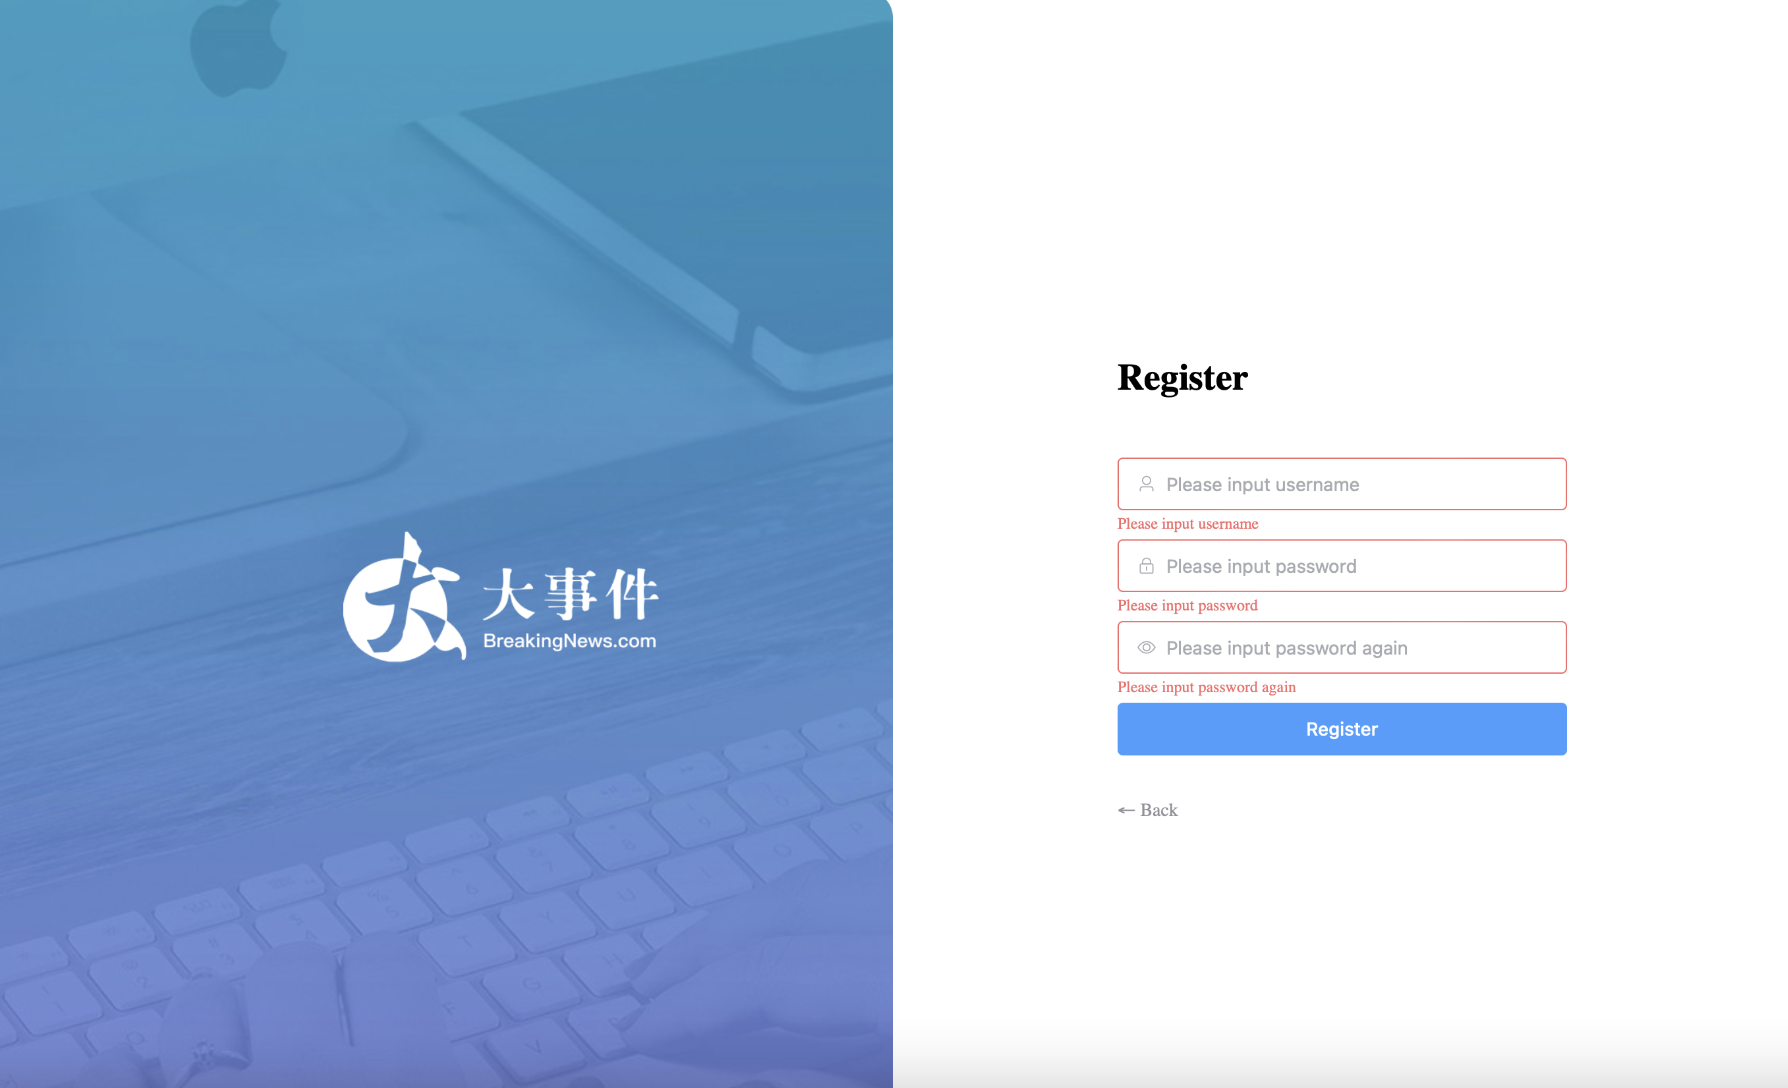 大事件
BreakingNews.com
Register
Please input username
Please input username
Please input password
Please input password
Please input password again
Please input password again
Register
← Back